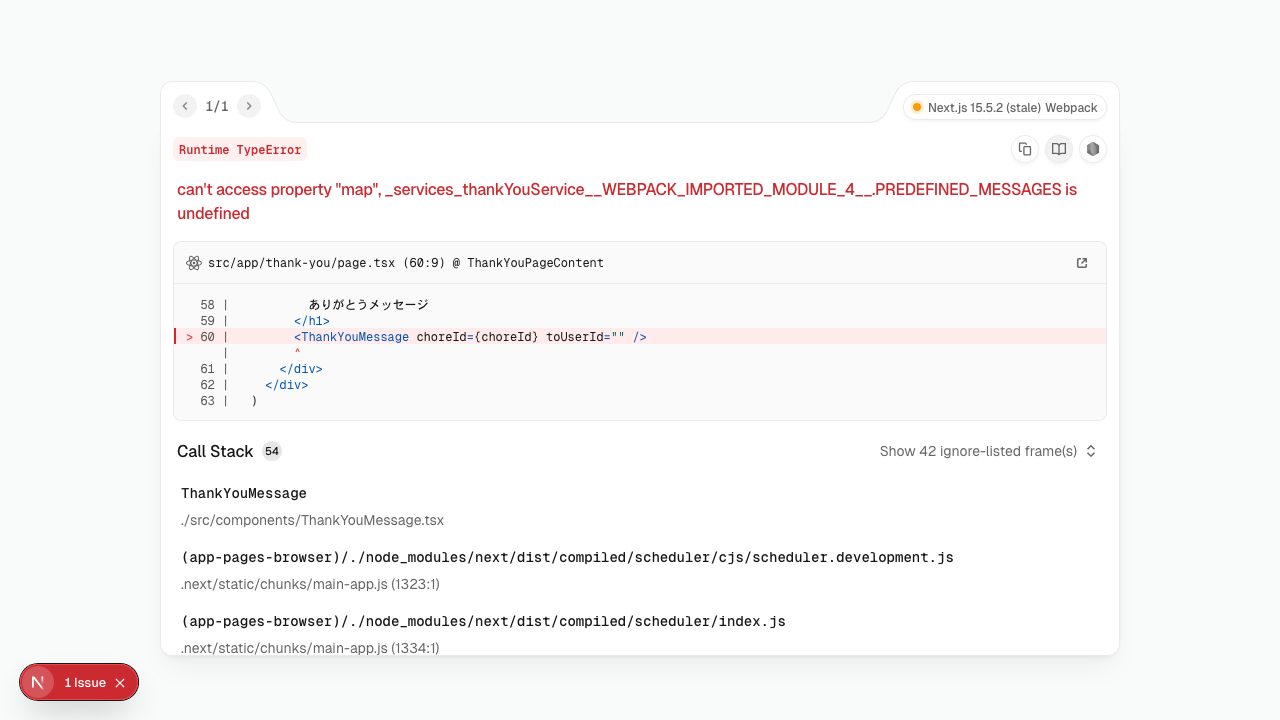 1/1
Next.js 15.5.2 (stale) Webpack
Runtime TypeError
can't access property "map", _services_thankYouService__WEBPACK_IMPORTED_MODULE_4__.PREDEFINED_MESSAGES is
undefined
src/app/thank-you/page.tsx (60:9) @ ThankYouPageContent
58 | ありがとうメッセージ
59 | </h1>
> 60 | <ThankYouMessage choreId={choreId} toUserId="" />
| ^
61 | </div>
62 | </div>
63 | )
Call Stack 54
Show 42 ignore-listed frame(s)
ThankYouMessage
./src/components/ThankYouMessage.tsx
(app-pages-browser)/./node_modules/next/dist/compiled/scheduler/cjs/scheduler.development.js
.next/static/chunks/main-app.js (1323:1)
(app-pages-browser)/./node_modules/next/dist/compiled/scheduler/index.js
.next/static/chunks/main-app.js (1334:1)
N 1 Issue